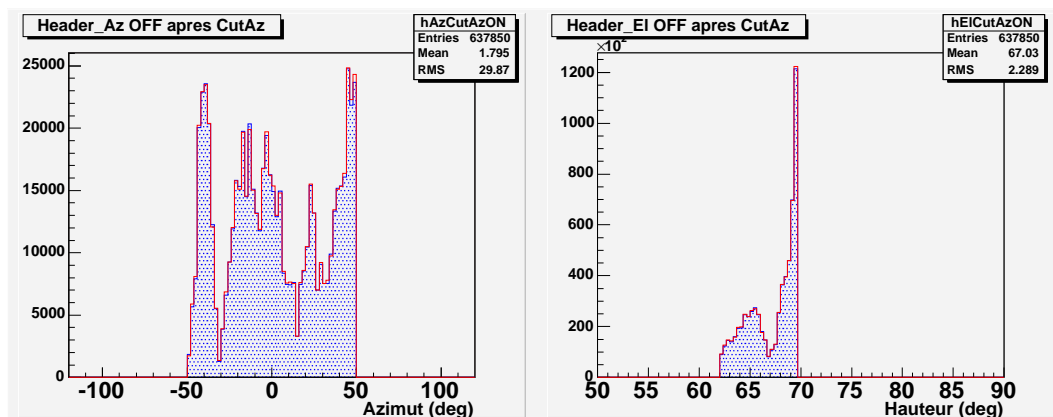 Header_Az OFF apres CutAz
hAzCutAzON
Entries 637850
Mean 1.795
RMS 29.87
25000
20000
15000
10000
5000
0
-100 -50 0 50 100
Azimut (deg)
Header_El OFF apres CutAz
hElCutAzON
Entries 637850
Mean 67.03
RMS 2.289
×10²
1200
1000
800
600
400
200
0
50 55 60 65 70 75 80 85 90
Hauteur (deg)